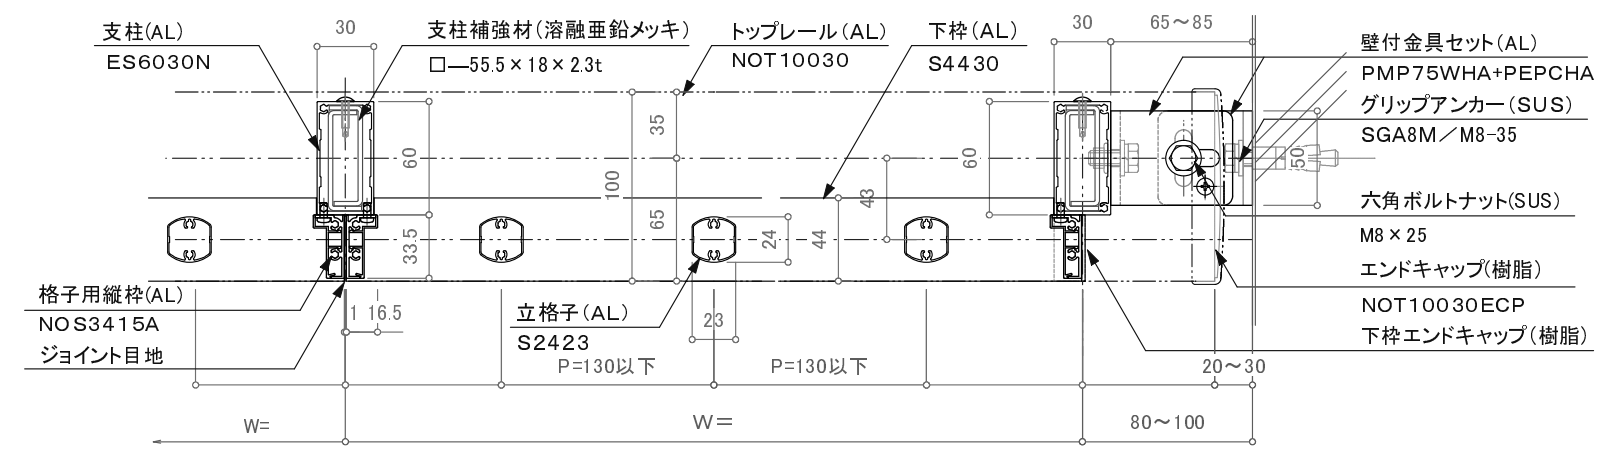 支柱(AL)
ES6030N
30
支柱補強材(溶融亜鉛メッキ)
□―55.5×18×2.3t
トップレール(AL)
NOT10030
下枠(AL)
S4430
30
65～85
壁付金具セット(AL)
PMP75WHA+PEPCHA
グリップアンカー(SUS)
SGA8M／M8-35
60
33.5
35
100
65
24
44
43
60
50
六角ボルトナット(SUS)
M8×25
エンドキャップ(樹脂)
NOT10030ECP
下枠エンドキャップ(樹脂)
格子用縦枠(AL)
NOS3415A
ジョイント目地
1 16.5
立格子(AL)
S2423
23
P=130以下
P=130以下
20～30
W=
W=
80～100